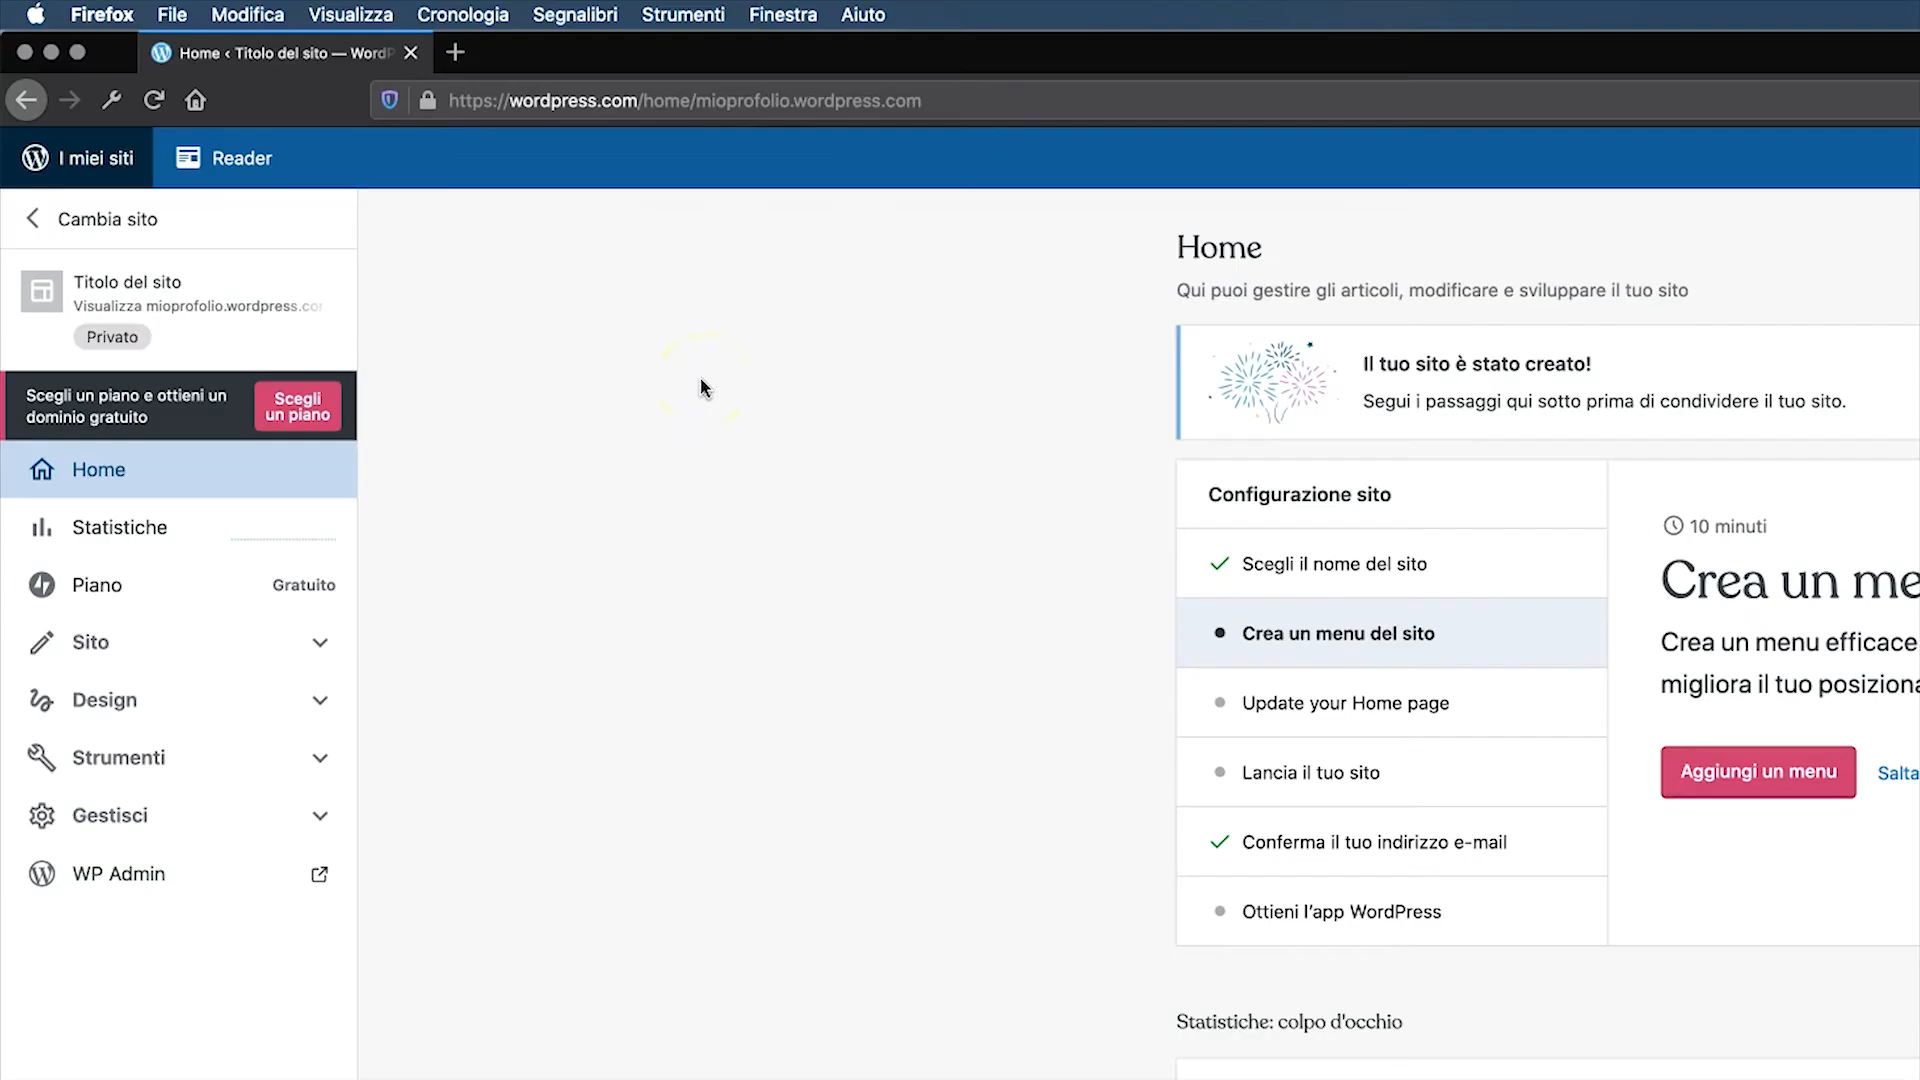 Firefox File Modifica Visualizza Cronologia Segnalibri Strumenti Finestra Aiuto
Home ‹ Titolo del sito — WordP
https://wordpress.com/home/mioprofolio.wordpress.com
I miei siti Reader
Cambia sito
Titolo del sito
Visualizza mioprofolio.wordpress.cor
Privato
Scegli un piano e ottieni un
dominio gratuito
Scegli
un piano
Home
Statistiche
Piano Gratuito
Sito
Design
Strumenti
Gestisci
WP Admin
Home
Qui puoi gestire gli articoli, modificare e sviluppare il tuo sito
Il tuo sito è stato creato!
Segui i passaggi qui sotto prima di condividere il tuo sito.
Configurazione sito
Scegli il nome del sito
Crea un menu del sito
Update your Home page
Lancia il tuo sito
Conferma il tuo indirizzo e-mail
Ottieni l'app WordPress
10 minuti
Crea un me
Crea un menu efficace
migliora il tuo posiziona
Aggiungi un menu Salta
Statistiche: colpo d'occhio